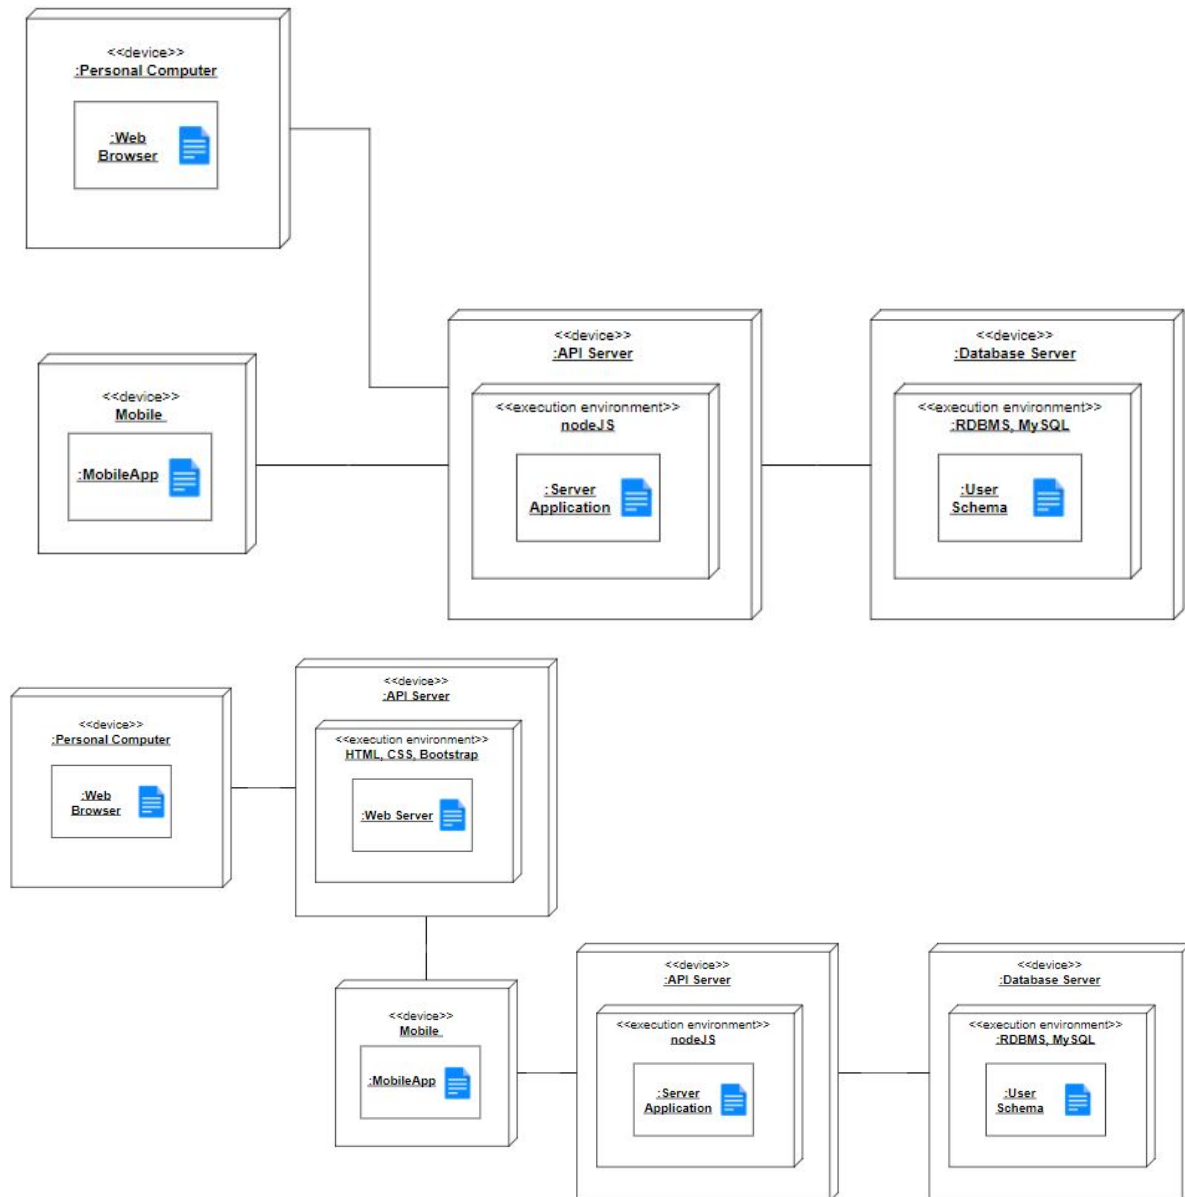 <<device>>
:Personal Computer
:Web
Browser
<<device>>
Mobile
:MobileApp
<<device>>
:API Server
<<execution environment>>
nodeJS
:Server
Application
<<device>>
:Database Server
<<execution environment>>
:RDBMS, MySQL
:User
Schema
<<device>>
:Personal Computer
:Web
Browser
<<device>>
:API Server
<<execution environment>>
HTML, CSS, Bootstrap
:Web Server
<<device>>
Mobile
:MobileApp
<<device>>
:API Server
<<execution environment>>
nodeJS
:Server
Application
<<device>>
:Database Server
<<execution environment>>
:RDBMS, MySQL
:User
Schema